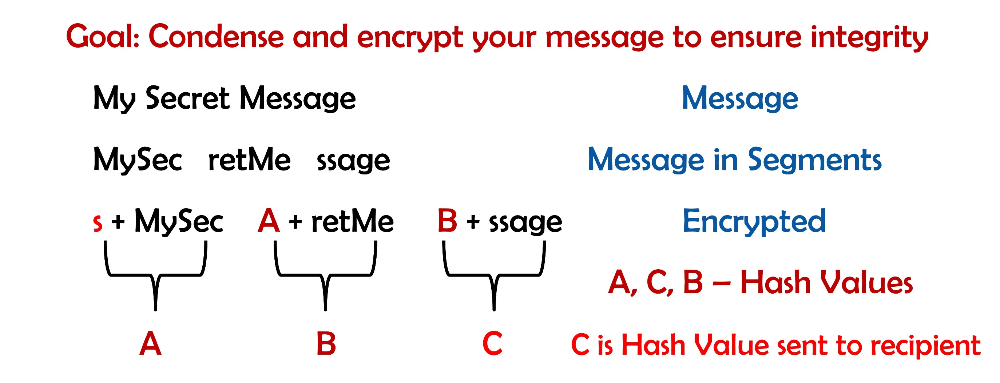 Goal: Condense and encrypt your message to ensure integrity
My Secret Message Message
MySec retMe ssage Message in Segments
s + MySec A + retMe B + ssage Encrypted
A, C, B – Hash Values
A B C C is Hash Value sent to recipient